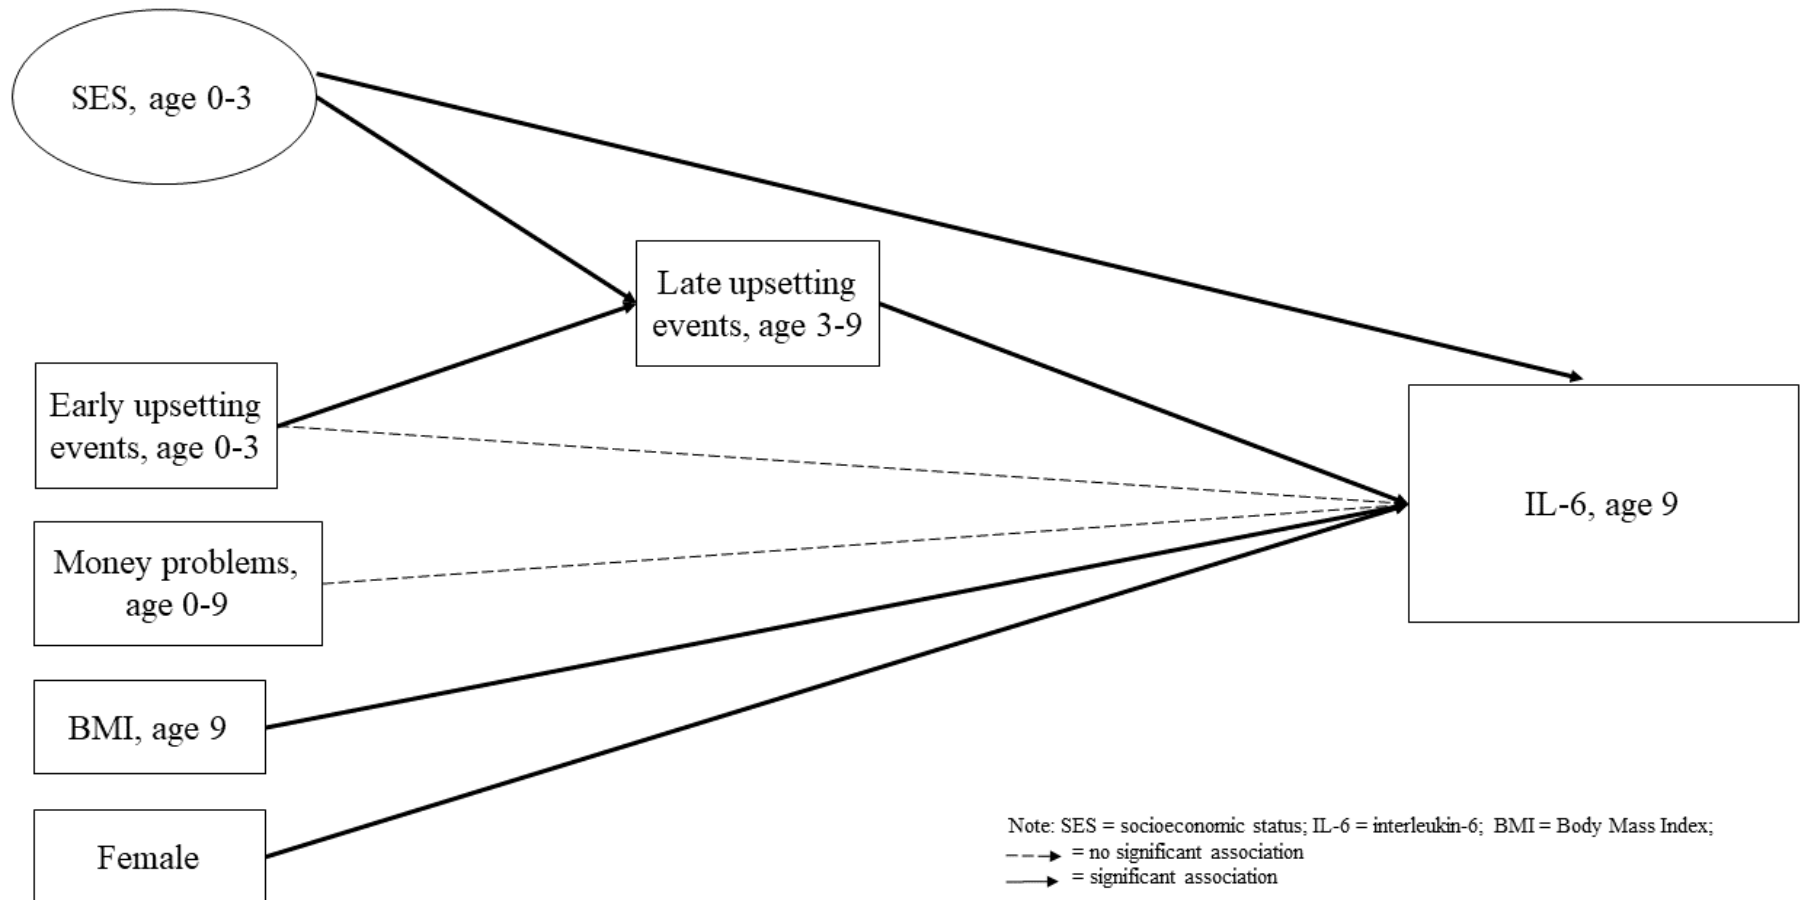 SES, age 0-3
Late upsetting
events, age 3-9
Early upsetting
events, age 0-3
IL-6, age 9
Money problems,
age 0-9
BMI, age 9
Female
Note: SES = socioeconomic status; IL-6 = interleukin-6; BMI = Body Mass Index;
= no significant association
= significant association